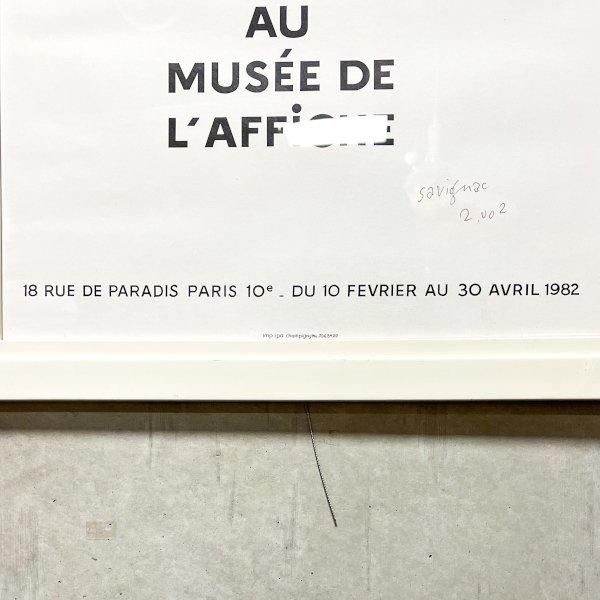 AU
MUSÉE DE
L'AFFiCHE
savignac
2,002
18 RUE DE PARADIS PARIS 10e - DU 10 FEVRIER AU 30 AVRIL 1982